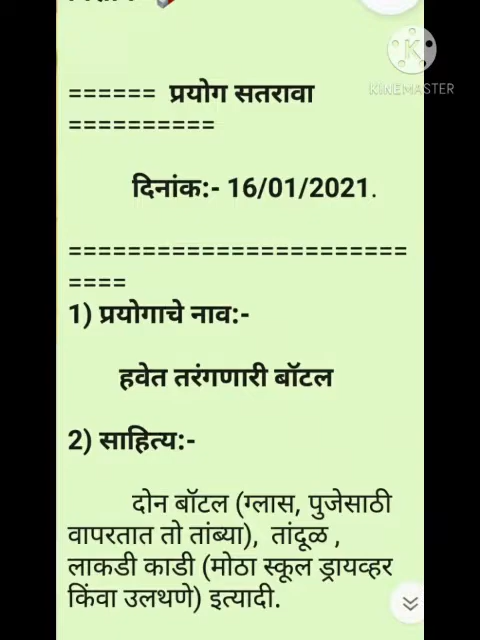 KINEMASTER
====== प्रयोग सतरावा
==========
दिनांक:- 16/01/2021.
=======================
====
1) प्रयोगाचे नाव:-
हवेत तरंगणारी बॉटल
2) साहित्य:-
दोन बॉटल (ग्लास, पुजेसाठी
वापरतात तो तांब्या), तांदूळ ,
लाकडी काडी (मोठा स्कूल ड्रायव्हर
किंवा उलथणे) इत्यादी.